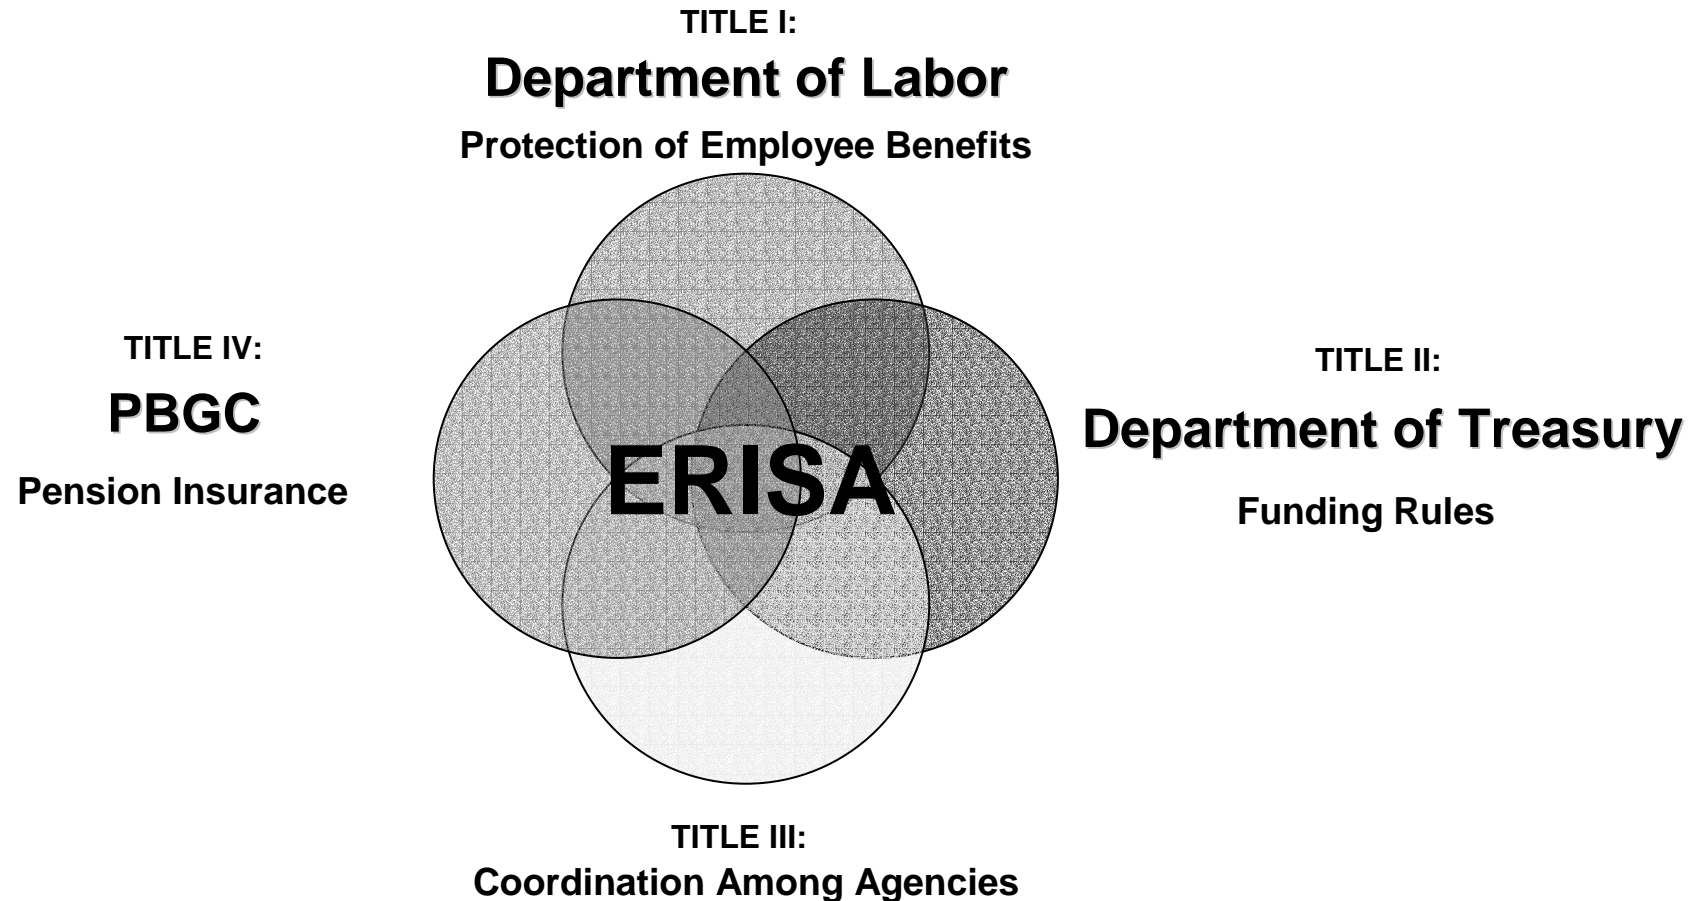 TITLE I:
Department of Labor
Protection of Employee Benefits
TITLE IV:
PBGC
Pension Insurance
ERISA
TITLE II:
Department of Treasury
Funding Rules
TITLE III:
Coordination Among Agencies